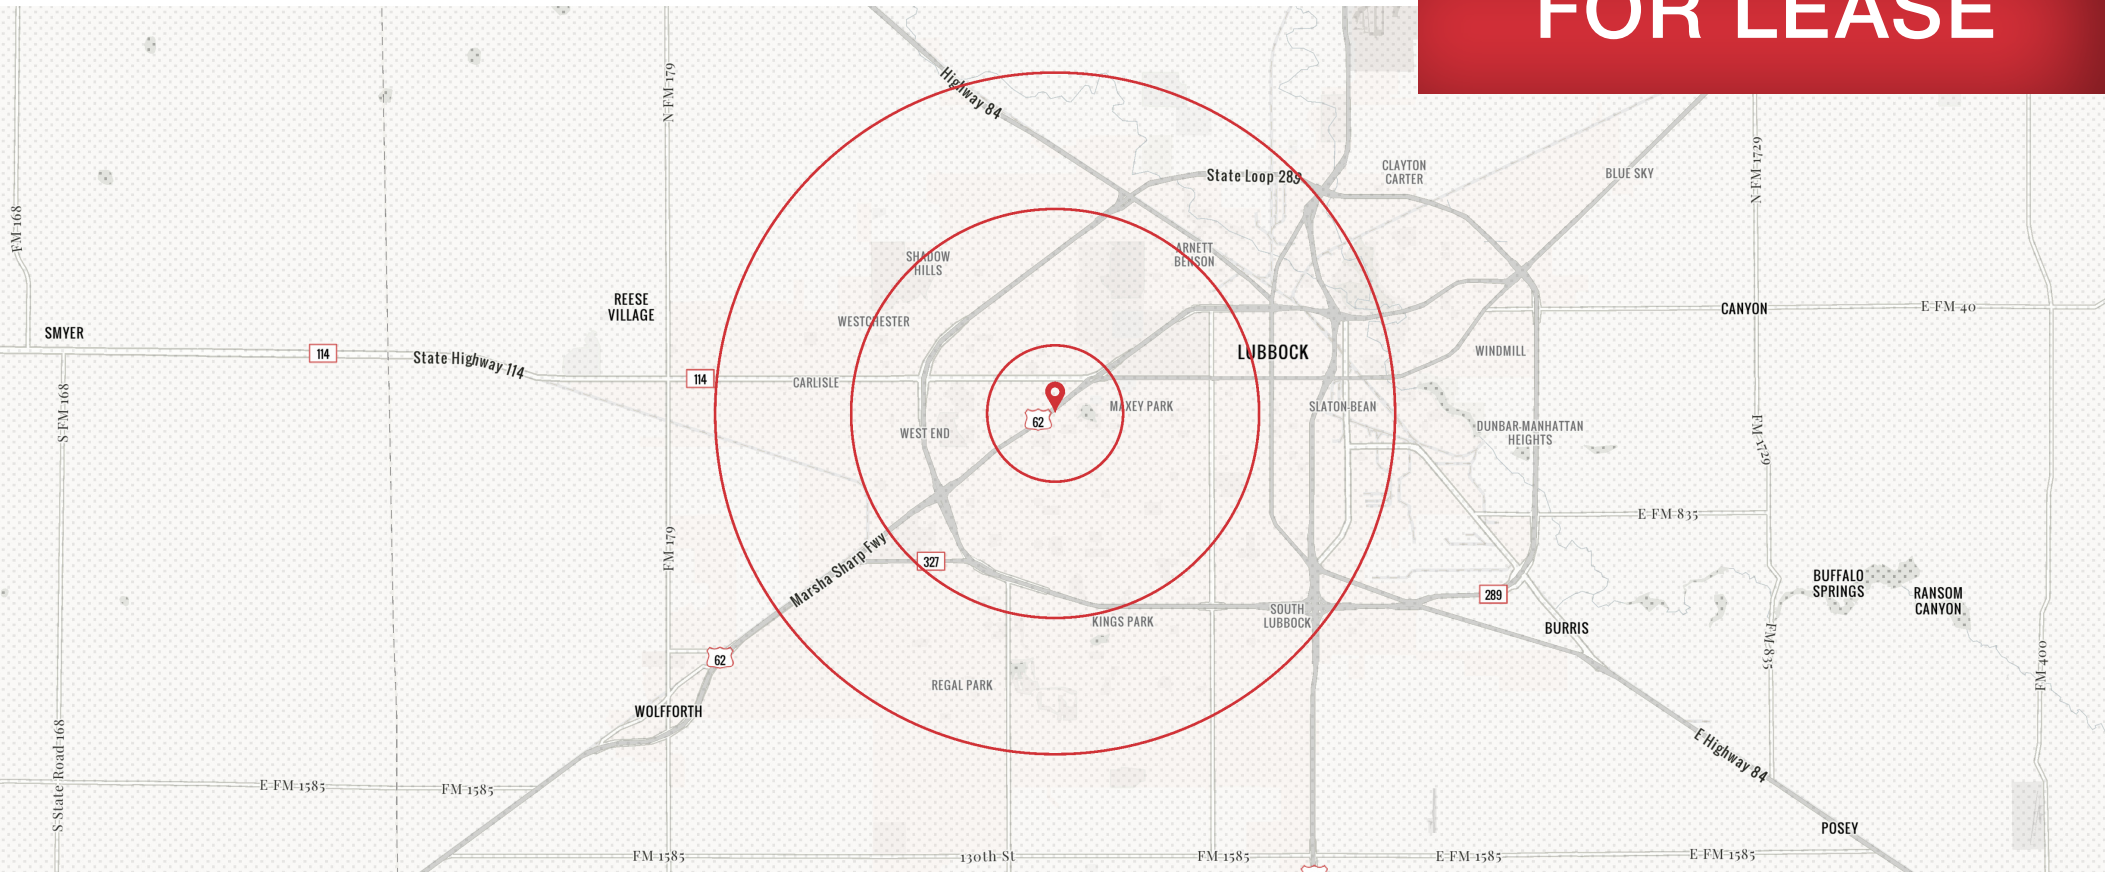 FOR LEASE
N FM 179
Highway 84
State Loop 289
CLAYTON
CARTER
BLUE SKY
N FM 1729
FM 168
SHADOW
HILLS
ARNETT
BENSON
REESE
VILLAGE
CANYON
E FM 40
WESTCHESTER
SMYER
114
State Highway 114
114
CARLISLE
LUBBOCK
WINDMILL
S FM 168
62
MAXEY PARK
SLATON-BEAN
WEST END
DUNBAR-MANHATTAN
HEIGHTS
FM 1729
E FM 835
FM 179
Marsha Sharp Fwy
327
289
BUFFALO
SPRINGS
RANSOM
CANYON
SOUTH
LUBBOCK
KINGS PARK
BURRIS
FM 835
FM 400
62
REGAL PARK
WOLFFORTH
S State Road 168
E Highway 84
E FM 1585
FM 1585
POSEY
FM 1585
130th St
FM 1585
E FM 1585
E FM 1585